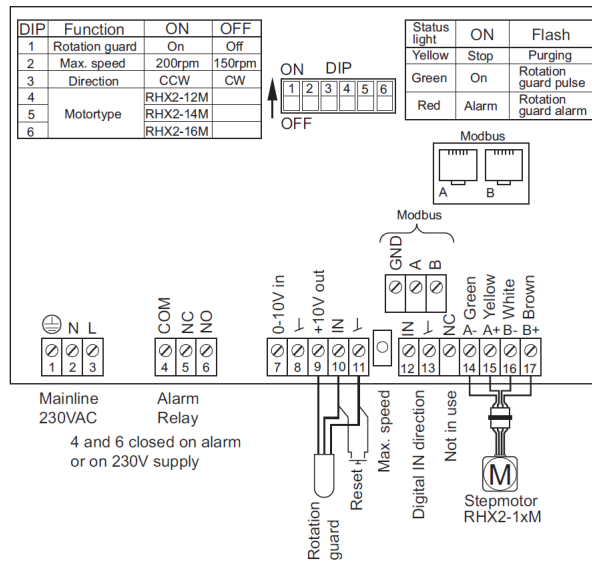 DIP Function ON OFF
1 Rotation guard On Off
2 Max. speed 200rpm 150rpm
3 Direction CCW CW
4 RHX2-12M
5 Motortype RHX2-14M
6 RHX2-16M
ON DIP
1 2 3 4 5 6
OFF
Status light ON Flash
Yellow Stop Purging
Green On Rotation guard pulse
Red Alarm Rotation guard alarm
Modbus
A B
Modbus
GND A B
N L
COM NC NO
0-10V in +10V out IN
IN NC
Green Yellow White Brown
A- A+ B- B+
1 2 3
4 5 6
7 8 9 10 11
12 13 14 15 16 17
Mainline
230VAC
Alarm
Relay
4 and 6 closed on alarm
or on 230V supply
Rotation
guard
Reset
Max. speed
Digital IN direction
Not in use
M
Stepmotor
RHX2-1xM